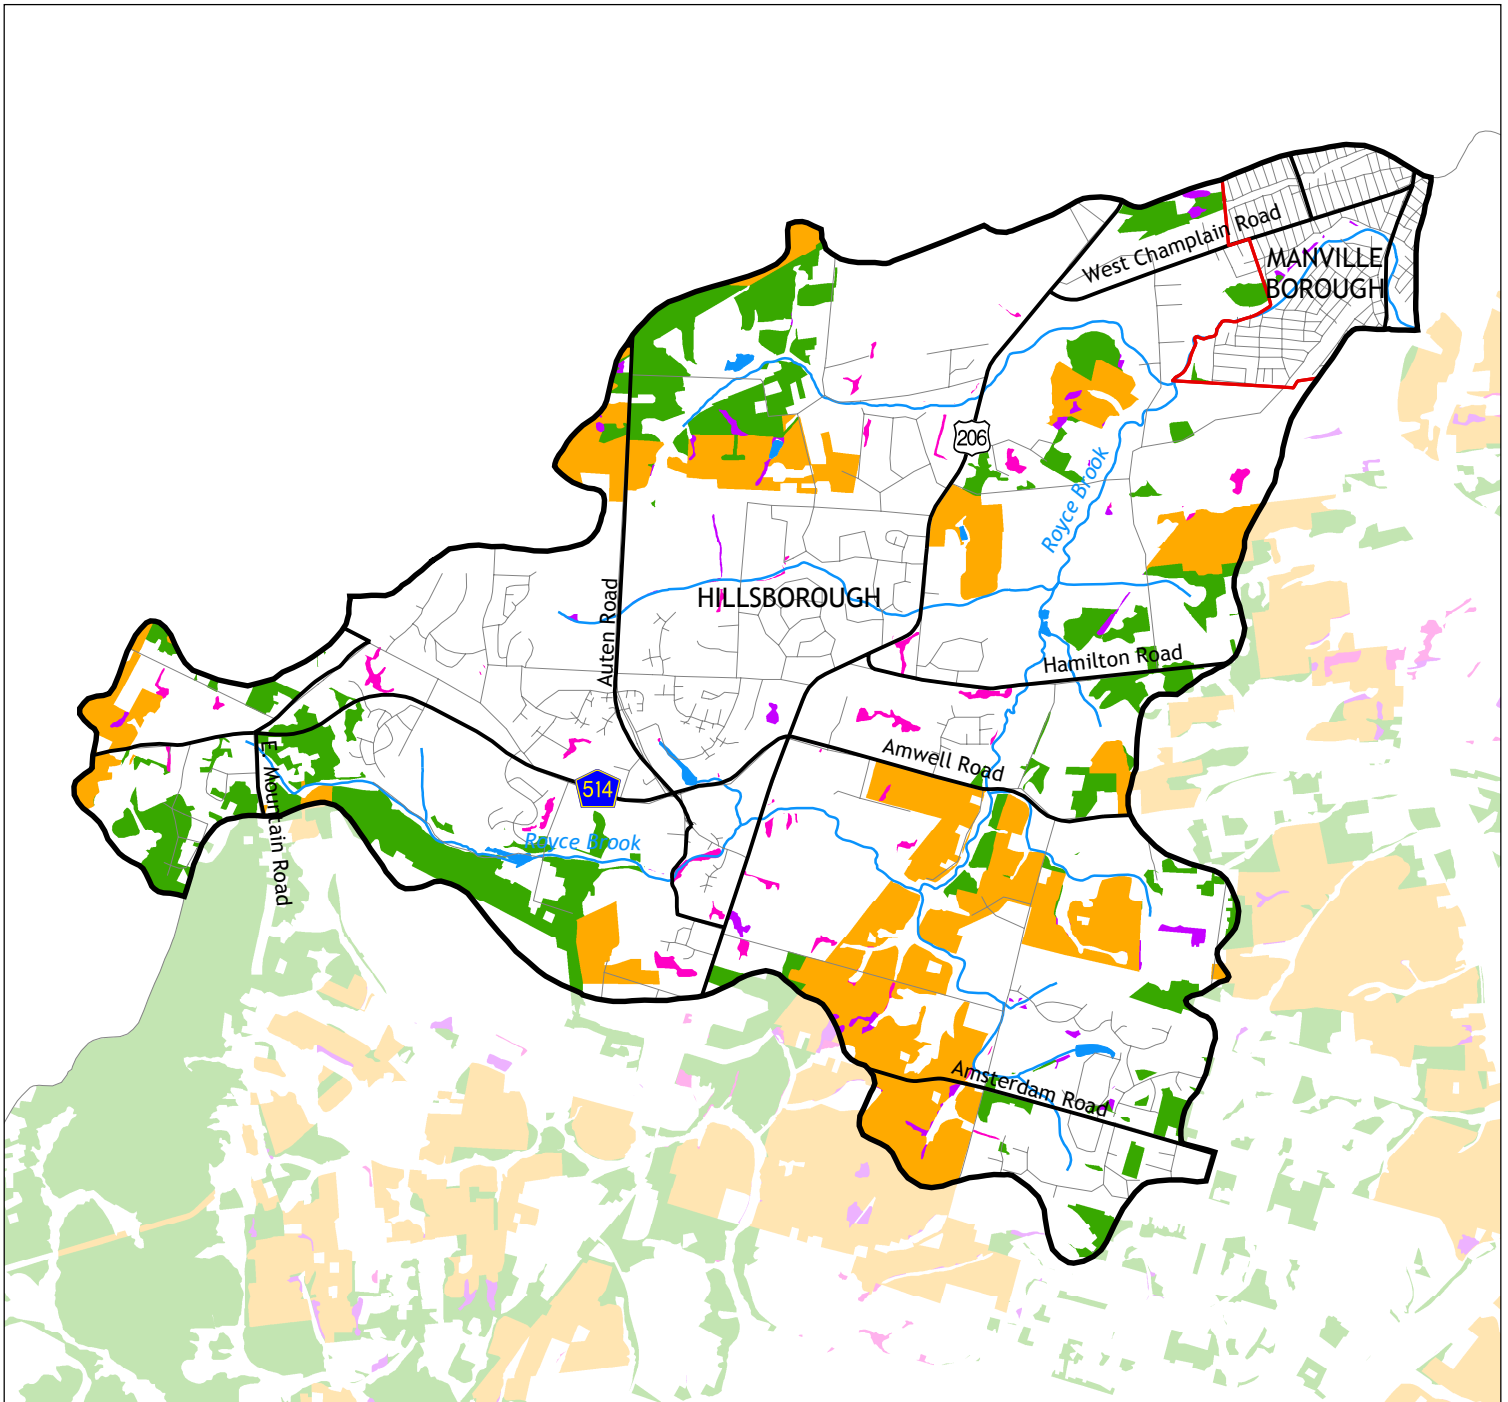 West Champlain Road
MANVILLE
BOROUGH
206
Royce Brook
HILLSBOROUGH
Auten Road
Hamilton Road
Amwell Road
E. Mountain Road
514
Royce Brook
Amsterdam Road